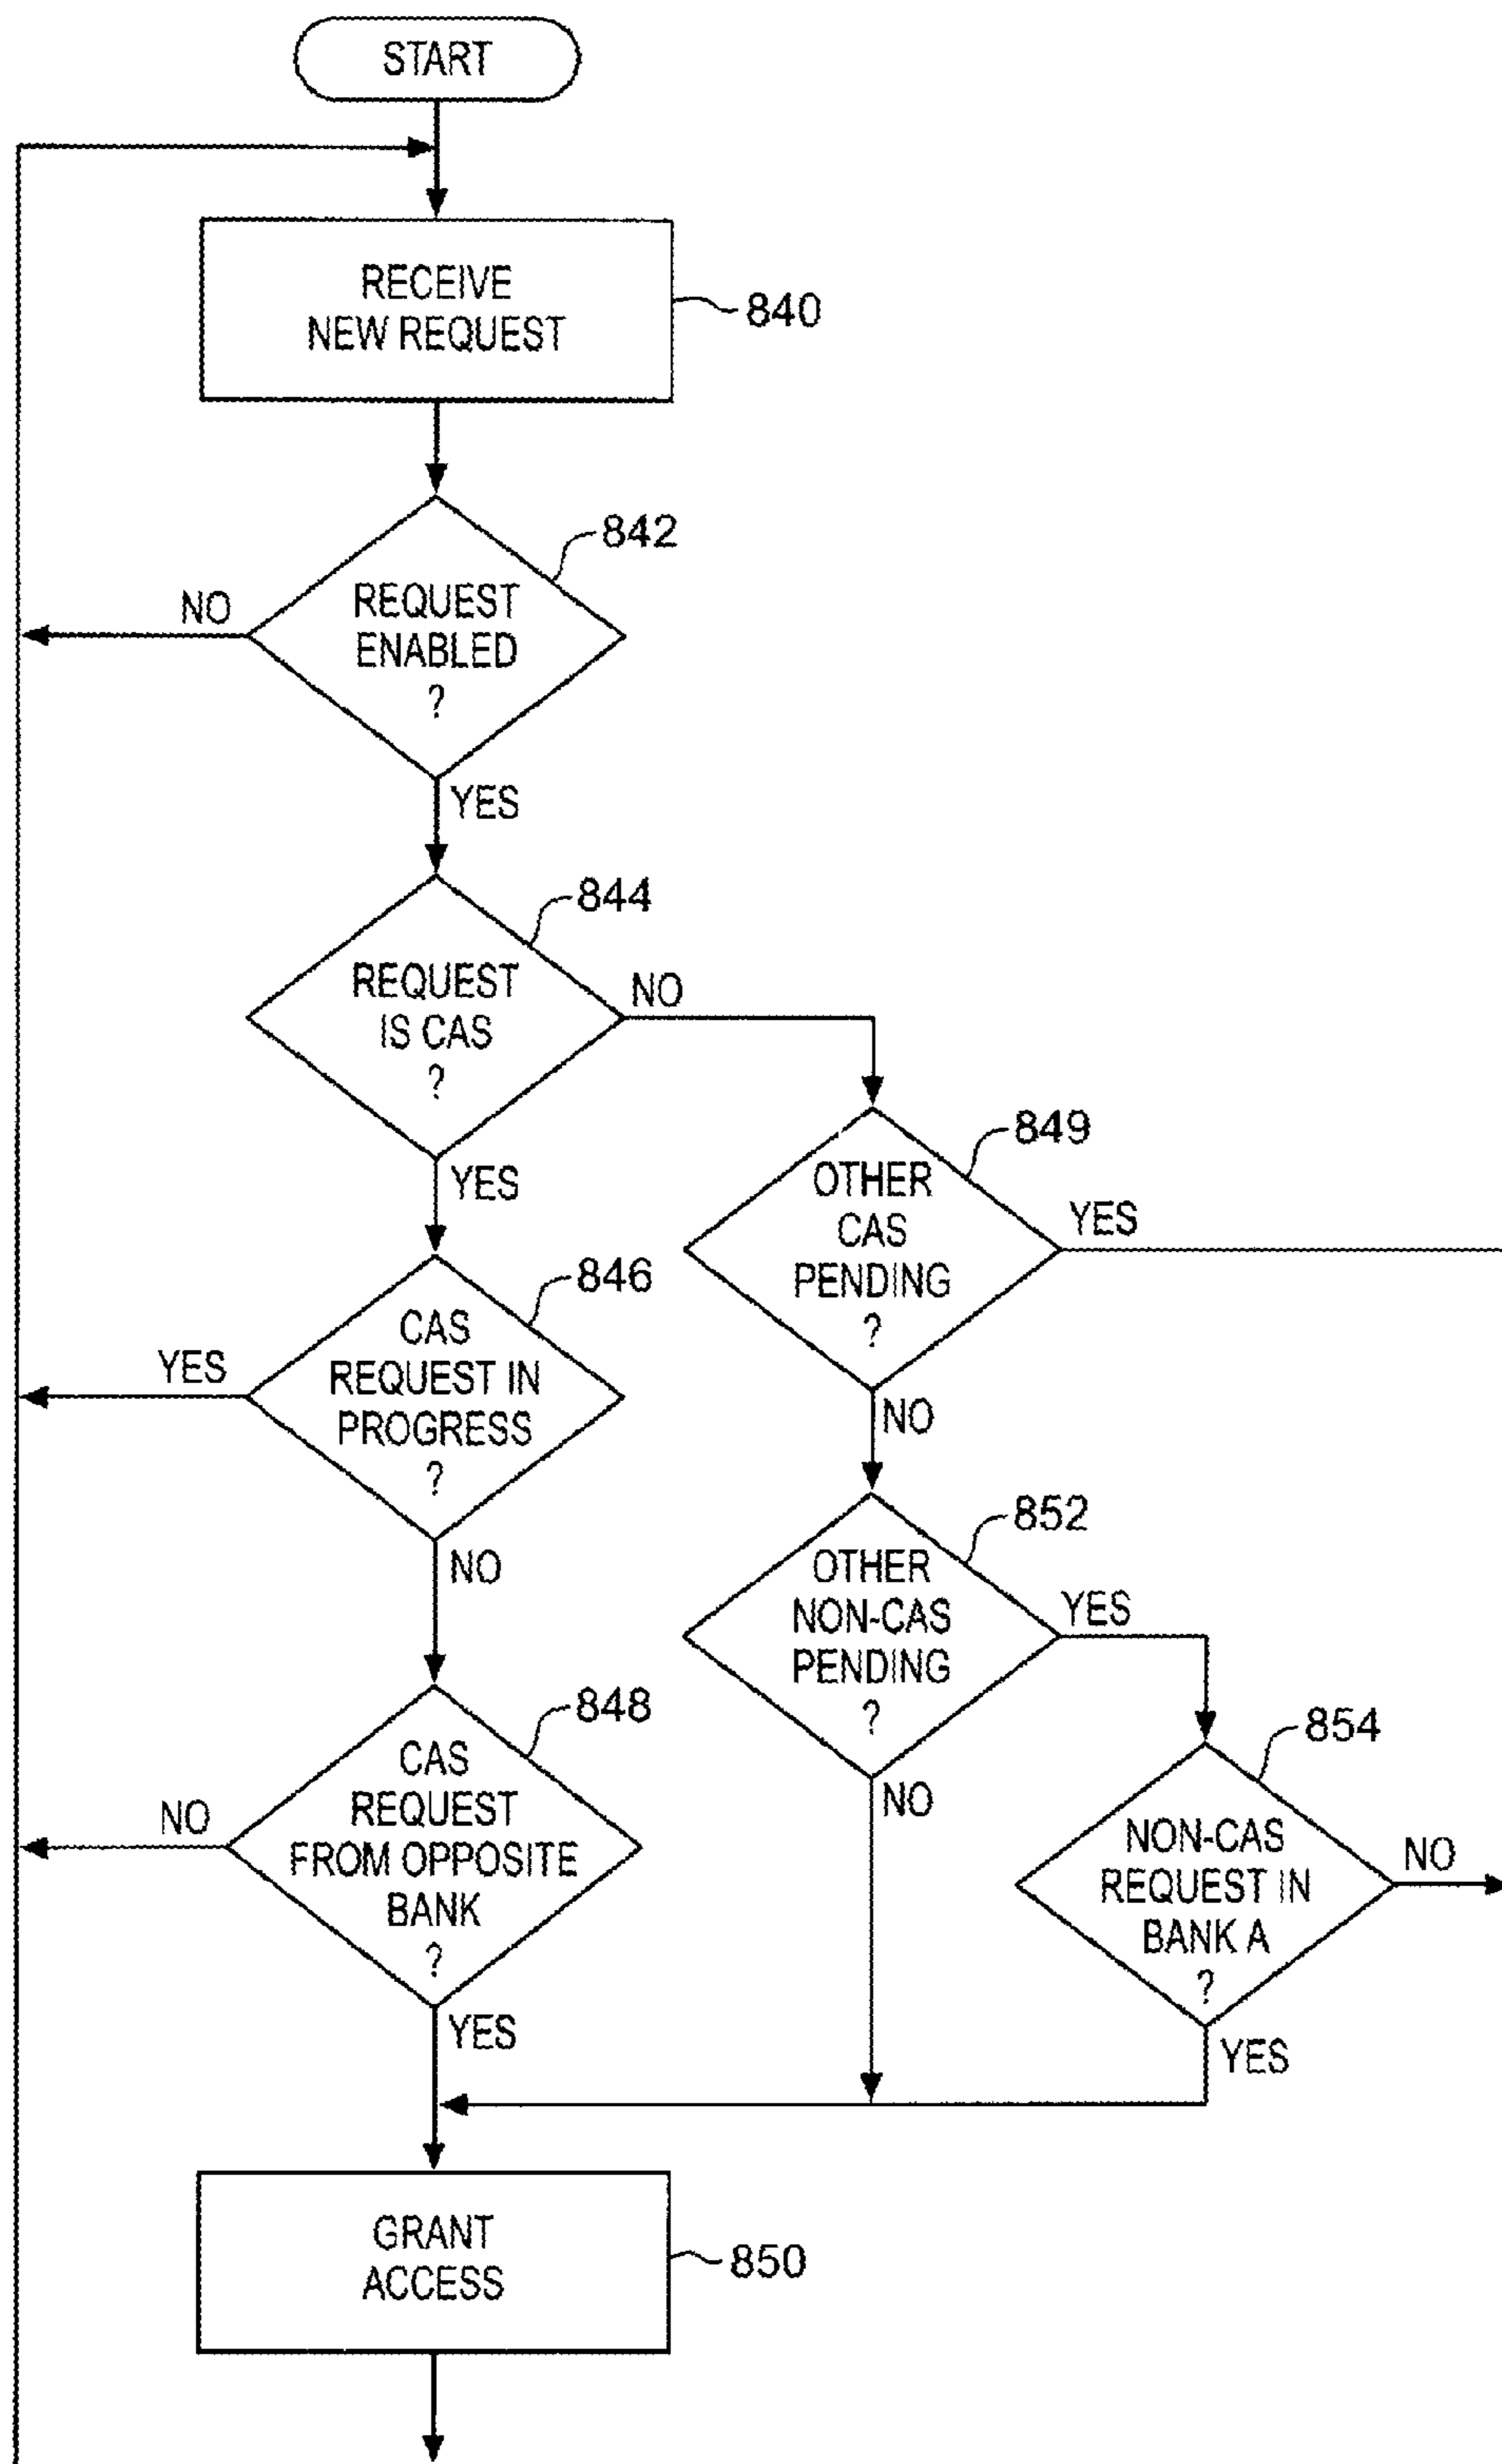 START
RECEIVE
NEW REQUEST
840
842
REQUEST
ENABLED
?
NO
YES
844
REQUEST
IS CAS
?
NO
YES
849
OTHER
CAS
PENDING
?
YES
NO
846
CAS
REQUEST IN
PROGRESS
?
YES
NO
852
OTHER
NON-CAS
PENDING
?
YES
NO
848
CAS
REQUEST
FROM OPPOSITE
BANK
?
NO
YES
854
NON-CAS
REQUEST IN
BANK A
?
NO
YES
GRANT
ACCESS
850